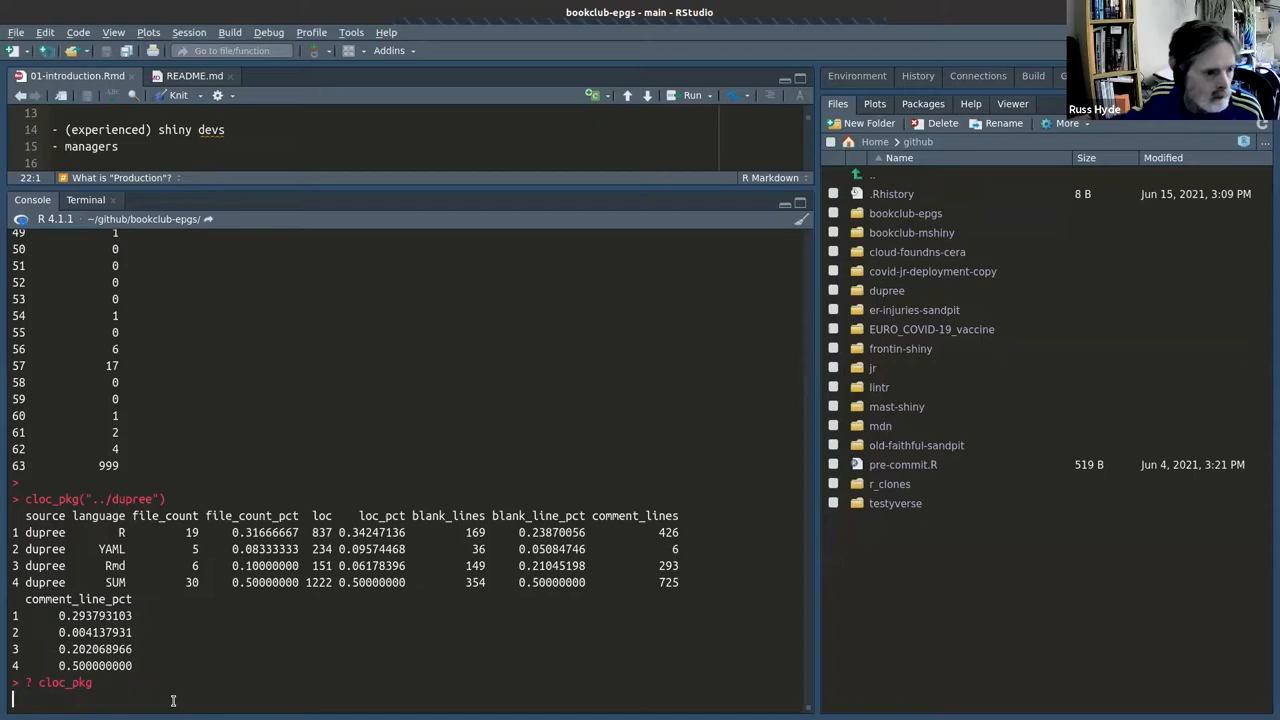 bookclub-epgs - main - RStudio
File Edit Code View Plots Session Build Debug Profile Tools Help
Go to file/function Addins
01-introduction.Rmd README.md
Knit Run
13
14 - (experienced) shiny devs
15 - managers
16
22:1 What is "Production"? R Markdown
Console Terminal
R 4.1.1 · ~/github/bookclub-epgs/
49 1
50 0
51 0
52 0
53 0
54 1
55 0
56 6
57 17
58 0
59 0
60 1
61 2
62 4
63 999
>
> cloc_pkg("../dupree")
source language file_count file_count_pct loc loc_pct blank_lines blank_line_pct comment_lines
1 dupree R 19 0.31666667 837 0.34247136 169 0.23870056 426
2 dupree YAML 5 0.08333333 234 0.09574468 36 0.05084746 6
3 dupree Rmd 6 0.10000000 151 0.06178396 149 0.21045198 293
4 dupree SUM 30 0.50000000 1222 0.50000000 354 0.50000000 725
comment_line_pct
1 0.293793103
2 0.004137931
3 0.202068966
4 0.500000000
> ? cloc_pkg
Environment History Connections Build
Files Plots Packages Help Viewer
New Folder Delete Rename More
Home github
Name Size Modified
..
.Rhistory 8 B Jun 15, 2021, 3:09 PM
bookclub-epgs
bookclub-mshiny
cloud-foundns-cera
covid-jr-deployment-copy
dupree
er-injuries-sandpit
EURO_COVID-19_vaccine
frontin-shiny
jr
lintr
mast-shiny
mdn
old-faithful-sandpit
pre-commit.R 519 B Jun 4, 2021, 3:21 PM
r_clones
testyverse
Russ Hyde